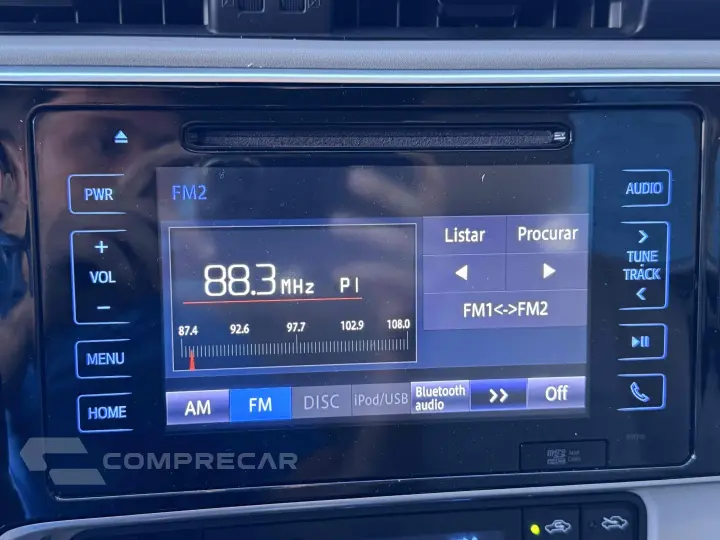 PWR
AUDIO
FM2
+
VOL
−
Listar
Procurar
◀
▶
FM1<->FM2
88.3 MHz P1
87.4 92.6 97.7 102.9 108.0
>
TUNE
•
TRACK
<
MENU
HOME
AM
FM
DISC
iPod/USB
Bluetooth
audio
>>
Off
COMPRECAR